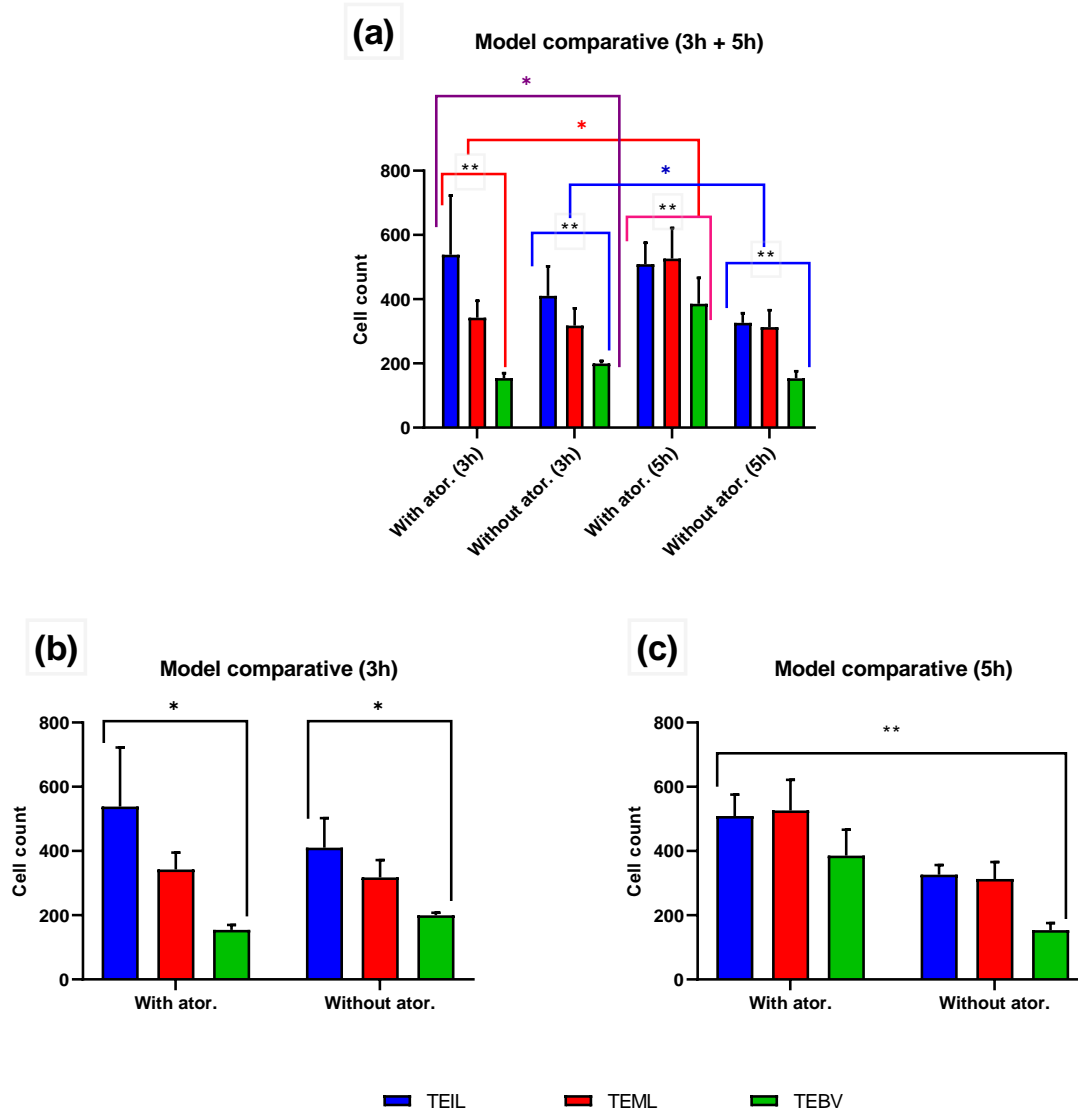 (a)
Model comparative (3h + 5h)
*
*
*
**
**
**
**
Cell count
800
600
400
200
0
With ator. (3h)
Without ator. (3h)
With ator. (5h)
Without ator. (5h)
(b)
Model comparative (3h)
*
*
Cell count
800
600
400
200
0
With ator.
Without ator.
(c)
Model comparative (5h)
**
Cell count
800
600
400
200
0
With ator.
Without ator.
TEIL
TEML
TEBV